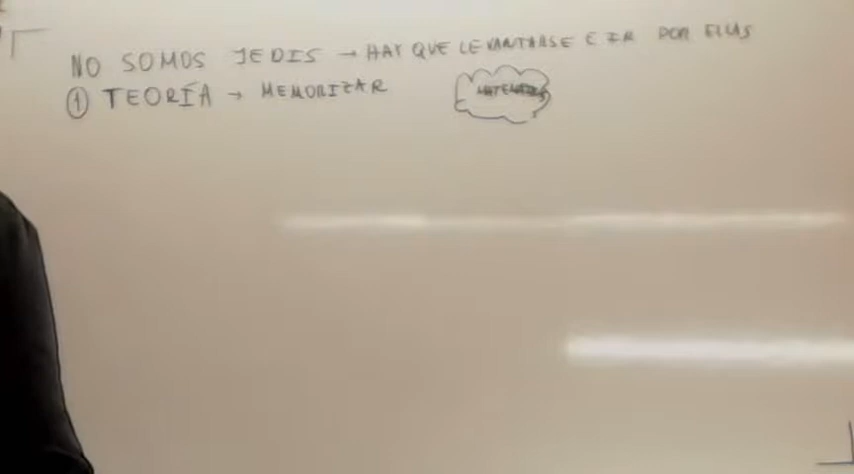 NO SOMOS JEDIS → HAY QUE LEVANTARSE E IR POR ELLAS
① TEORÍA → MEMORIZAR